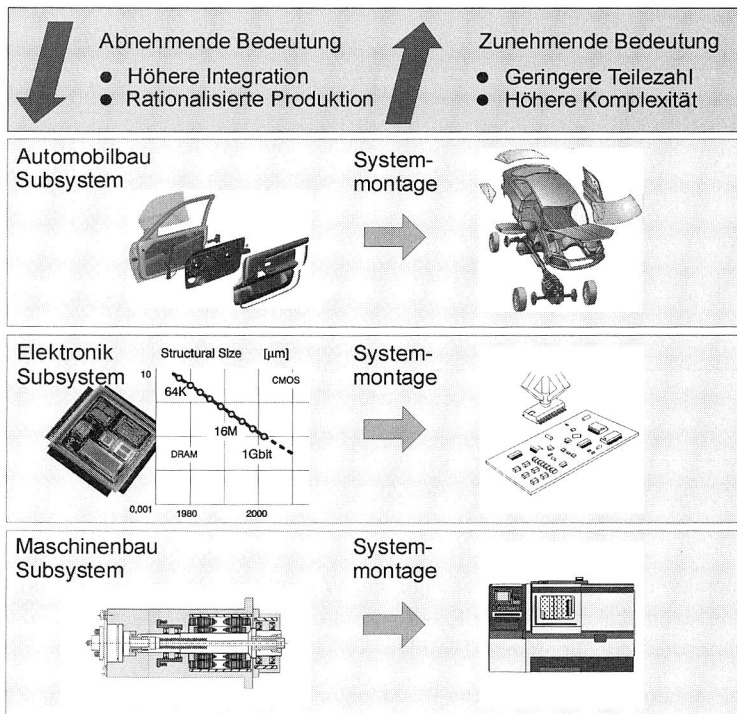 Abnehmende Bedeutung
● Höhere Integration
● Rationalisierte Produktion
Zunehmende Bedeutung
● Geringere Teilezahl
● Höhere Komplexität
Automobilbau
Subsystem
System-
montage
Elektronik
Subsystem
Structural Size [µm]
10
CMOS
64K
16M
DRAM
1Gbit
0,001
1980 2000
System-
montage
Maschinenbau
Subsystem
System-
montage